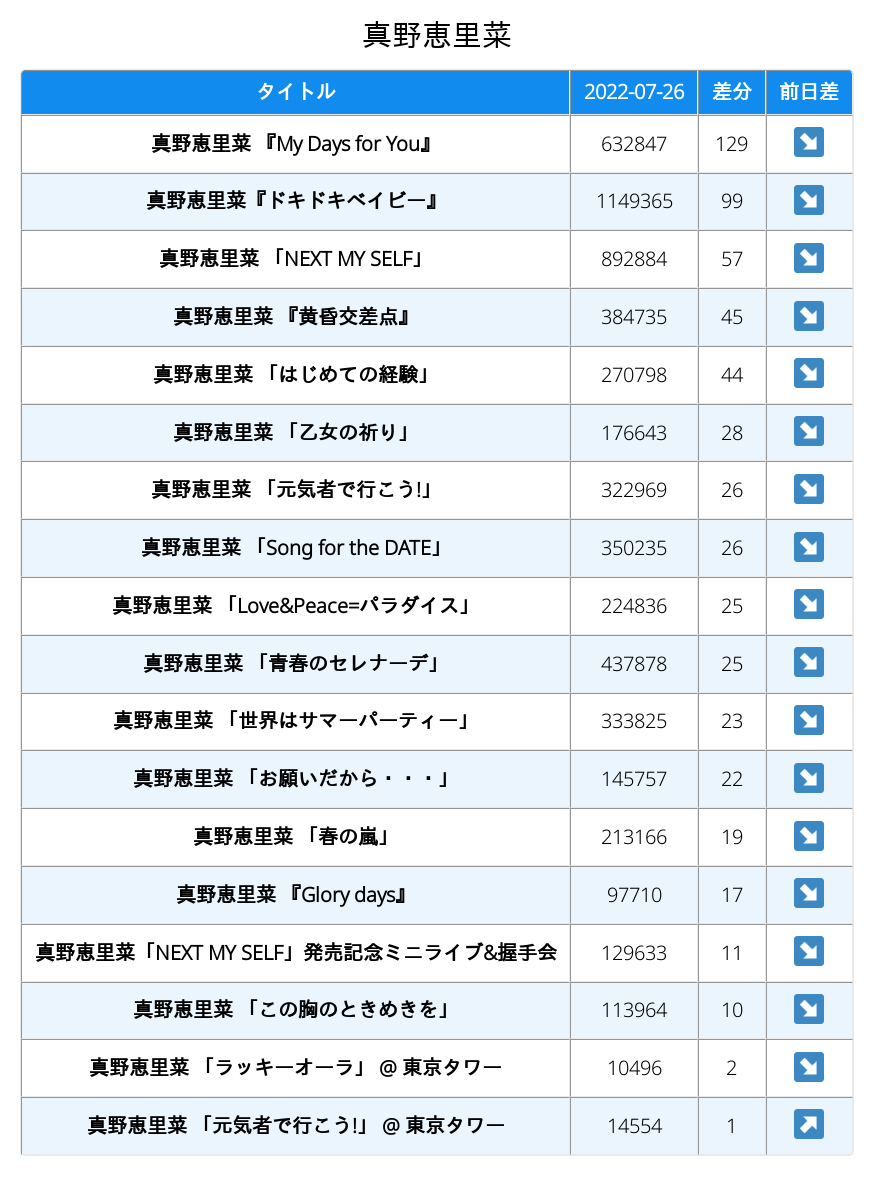 真野恵里菜
タイトル 2022-07-26 差分 前日差
真野恵里菜 『My Days for You』 632847 129
真野恵里菜『ドキドキベイビー』 1149365 99
真野恵里菜 「NEXT MY SELF」 892884 57
真野恵里菜 『黄昏交差点』 384735 45
真野恵里菜 「はじめての経験」 270798 44
真野恵里菜 「乙女の祈り」 176643 28
真野恵里菜 「元気者で行こう!」 322969 26
真野恵里菜 「Song for the DATE」 350235 26
真野恵里菜 「Love&Peace=パラダイス」 224836 25
真野恵里菜 「青春のセレナーデ」 437878 25
真野恵里菜 「世界はサマーパーティー」 333825 23
真野恵里菜 「お願いだから・・・」 145757 22
真野恵里菜 「春の嵐」 213166 19
真野恵里菜 『Glory days』 97710 17
真野恵里菜「NEXT MY SELF」発売記念ミニライブ&握手会 129633 11
真野恵里菜 「この胸のときめきを」 113964 10
真野恵里菜 「ラッキーオーラ」 @ 東京タワー 10496 2
真野恵里菜 「元気者で行こう!」 @ 東京タワー 14554 1